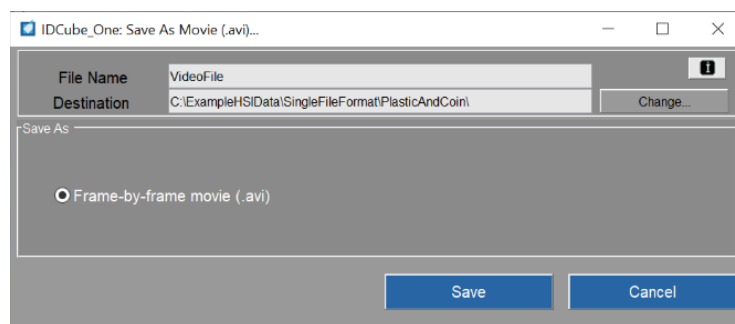 IDCube_One: Save As Movie (.avi)...
File Name VideoFile
Destination C:\ExampleHSIData\SingleFileFormat\PlasticAndCoin\ Change...
Save As
Frame-by-frame movie (.avi)
Save Cancel